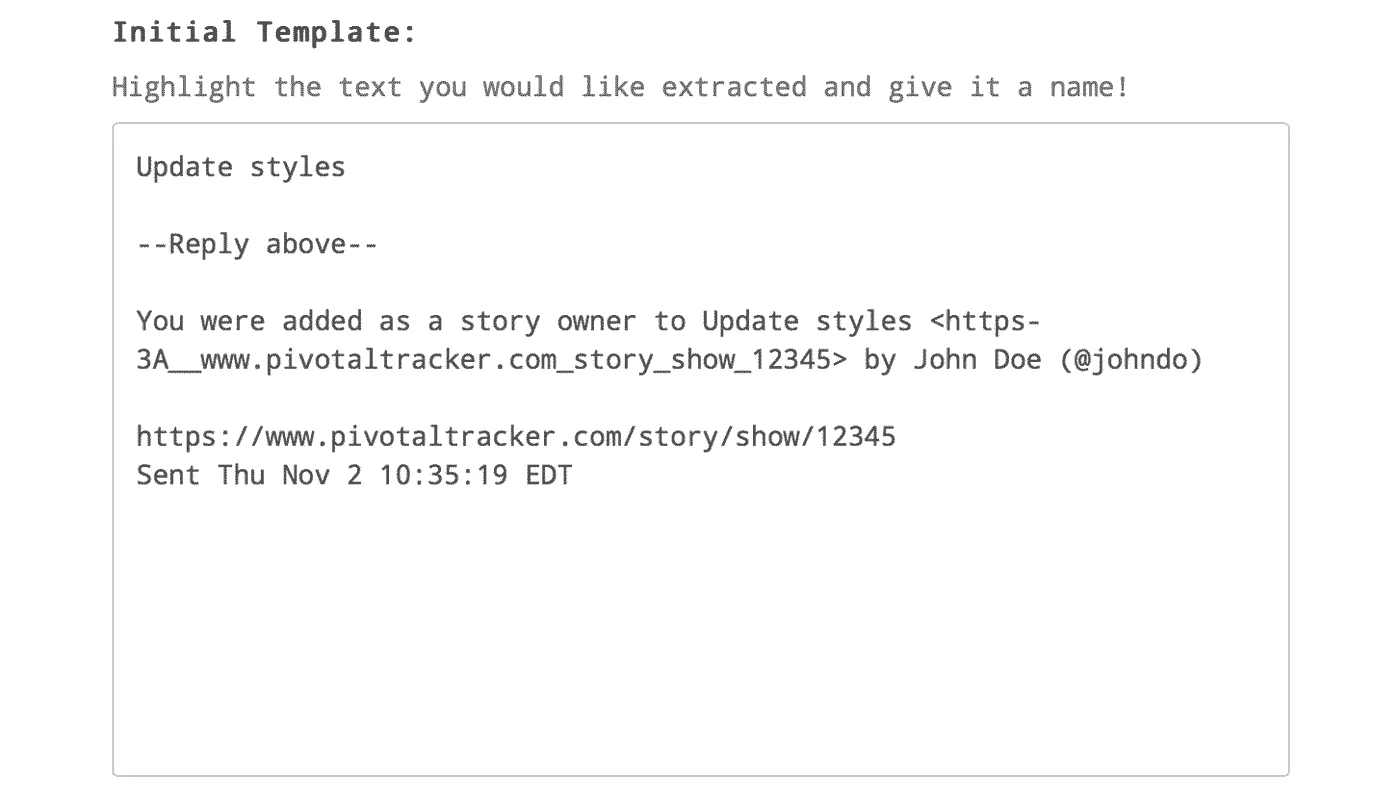 Initial Template:
Highlight the text you would like extracted and give it a name!
Update styles
--Reply above--
You were added as a story owner to Update styles <https-
3A__www.pivotaltracker.com_story_show_12345> by John Doe (@johndo)
https://www.pivotaltracker.com/story/show/12345
Sent Thu Nov 2 10:35:19 EDT